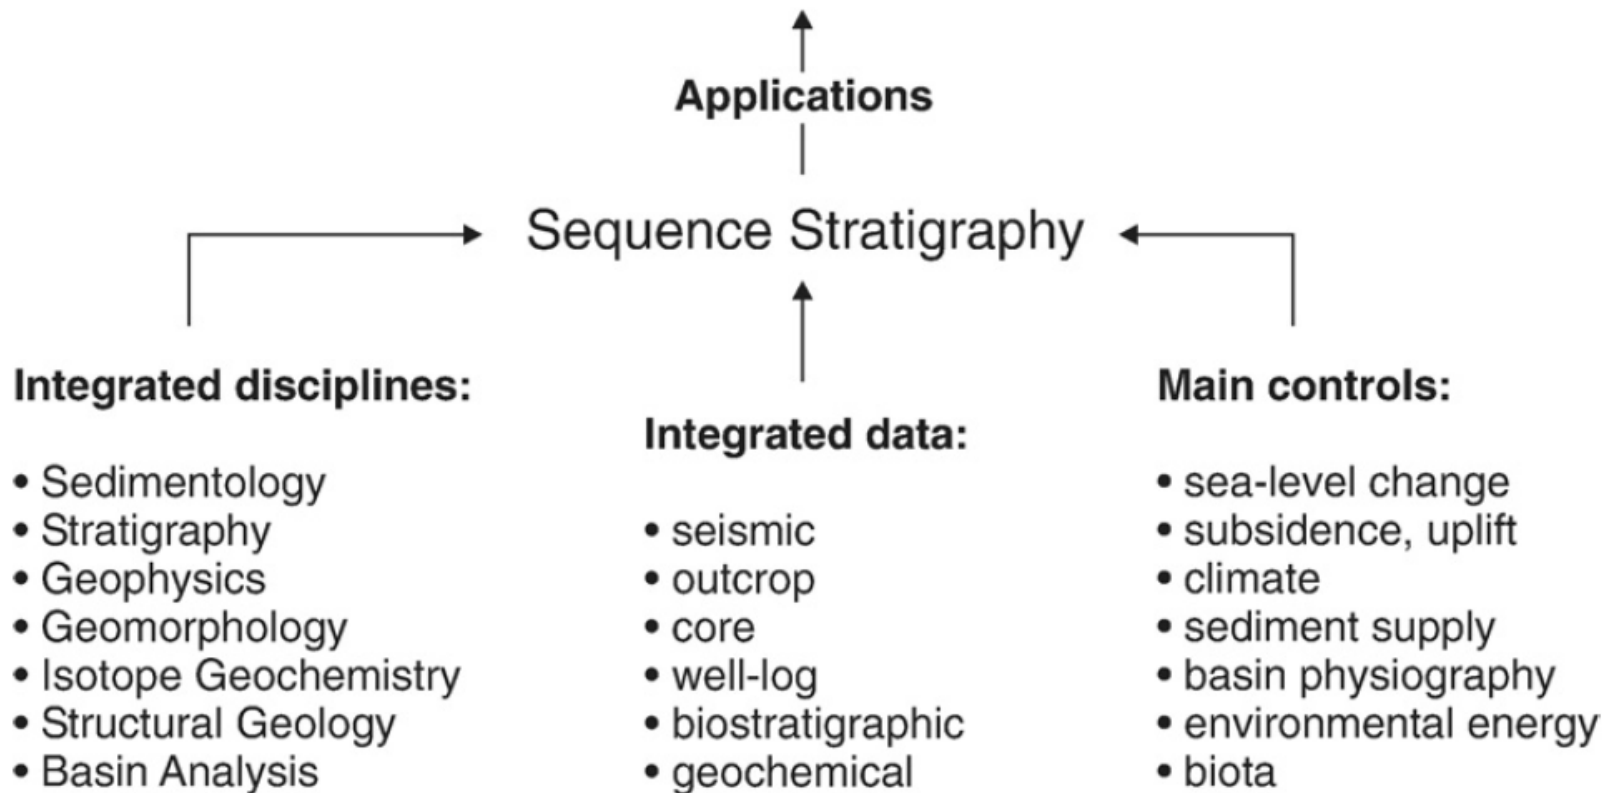 Applications
Sequence Stratigraphy
Integrated disciplines:
• Sedimentology
• Stratigraphy
• Geophysics
• Geomorphology
• Isotope Geochemistry
• Structural Geology
• Basin Analysis
Integrated data:
• seismic
• outcrop
• core
• well-log
• biostratigraphic
• geochemical
Main controls:
• sea-level change
• subsidence, uplift
• climate
• sediment supply
• basin physiography
• environmental energy
• biota